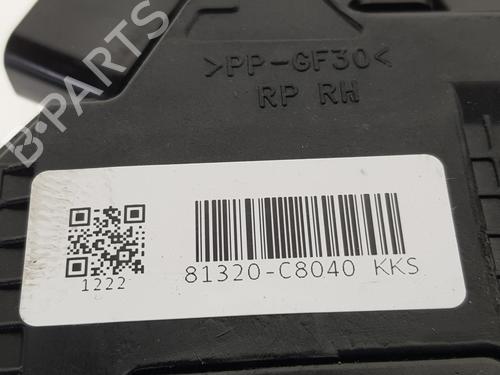 >PP-GF30<
RP RH
B-PARTS
1222
81320-C8040 KKS